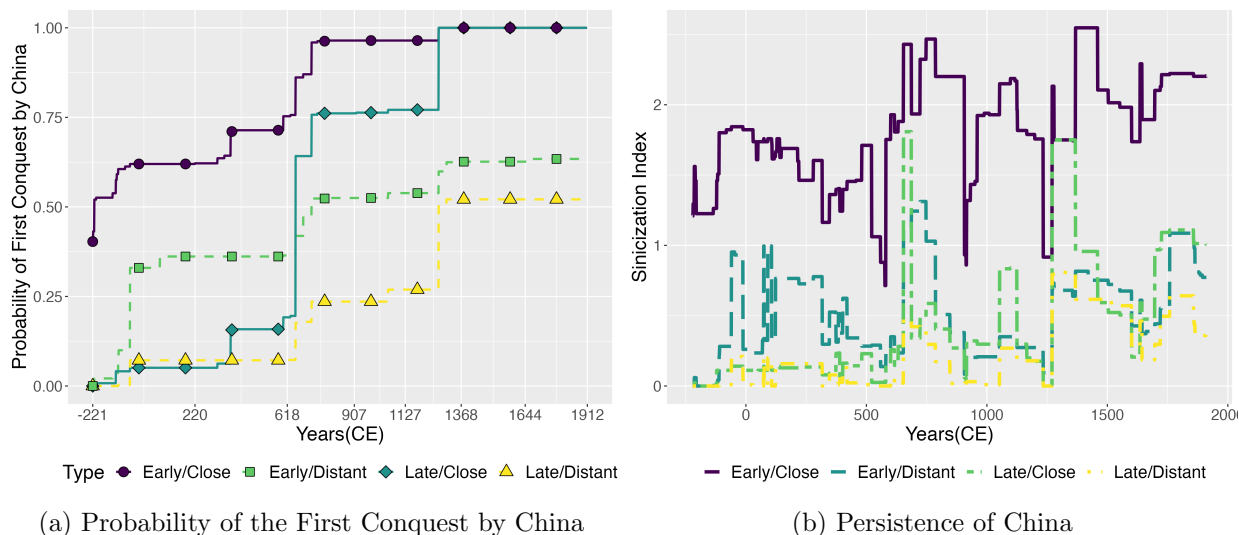 Probability of First Conquest by China
1.00
0.75
0.50
0.25
0.00
-221 220 618 907 1127 1368 1644 1912
Years(CE)
Type Early/Close Early/Distant Late/Close Late/Distant
(a) Probability of the First Conquest by China
Sinicization Index
2
1
0
0 500 1000 1500 2000
Years(CE)
Early/Close Early/Distant Late/Close Late/Distant
(b) Persistence of China